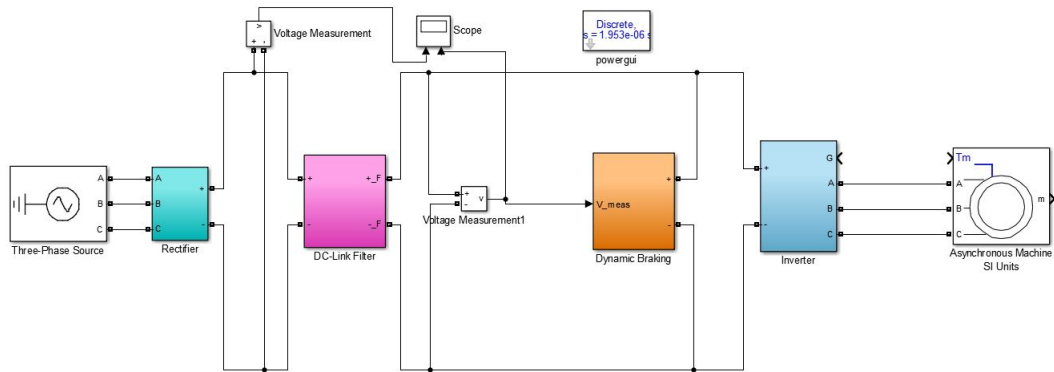 Voltage Measurement
v
+ -
Scope
Discrete,
s = 1.953e-06 s
powergui
A A
B B
C C
Three-Phase Source
+
-
Rectifier
+ +_F
- -_F
DC-Link Filter
+
-
v
Voltage Measurement1
V_meas
+
-
Dynamic Braking
+
-
G
A
B
C
Inverter
Tm
A
B
C
m
Asynchronous Machine
SI Units